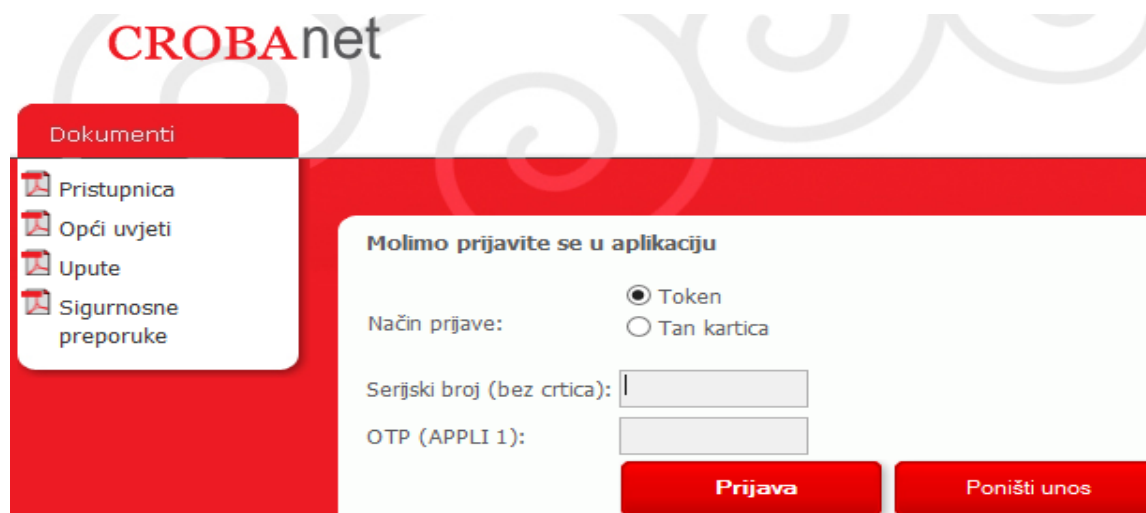 CROBAnet
Dokumenti
Pristupnica
Opći uvjeti
Upute
Sigurnosne
preporuke
Molimo prijavite se u aplikaciju
Način prijave:
Token
Tan kartica
Serijski broj (bez crtica):
OTP (APPLI 1):
Prijava
Poništi unos